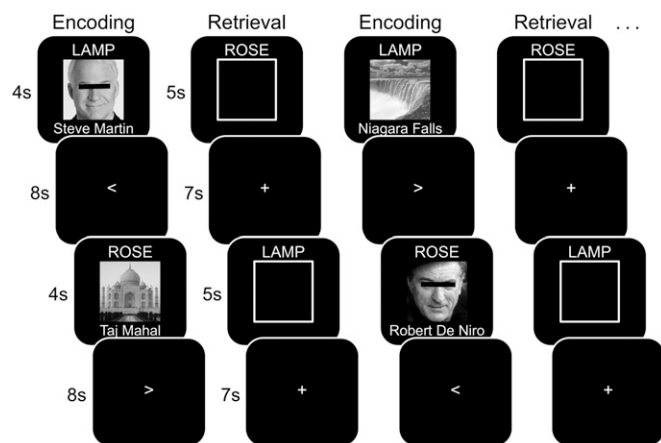 Encoding Retrieval Encoding Retrieval . . .
LAMP ROSE LAMP ROSE
4s 5s
Steve Martin Niagara Falls
8s < 7s + > +
ROSE LAMP ROSE LAMP
4s 5s
Taj Mahal Robert De Niro
8s > 7s + < +